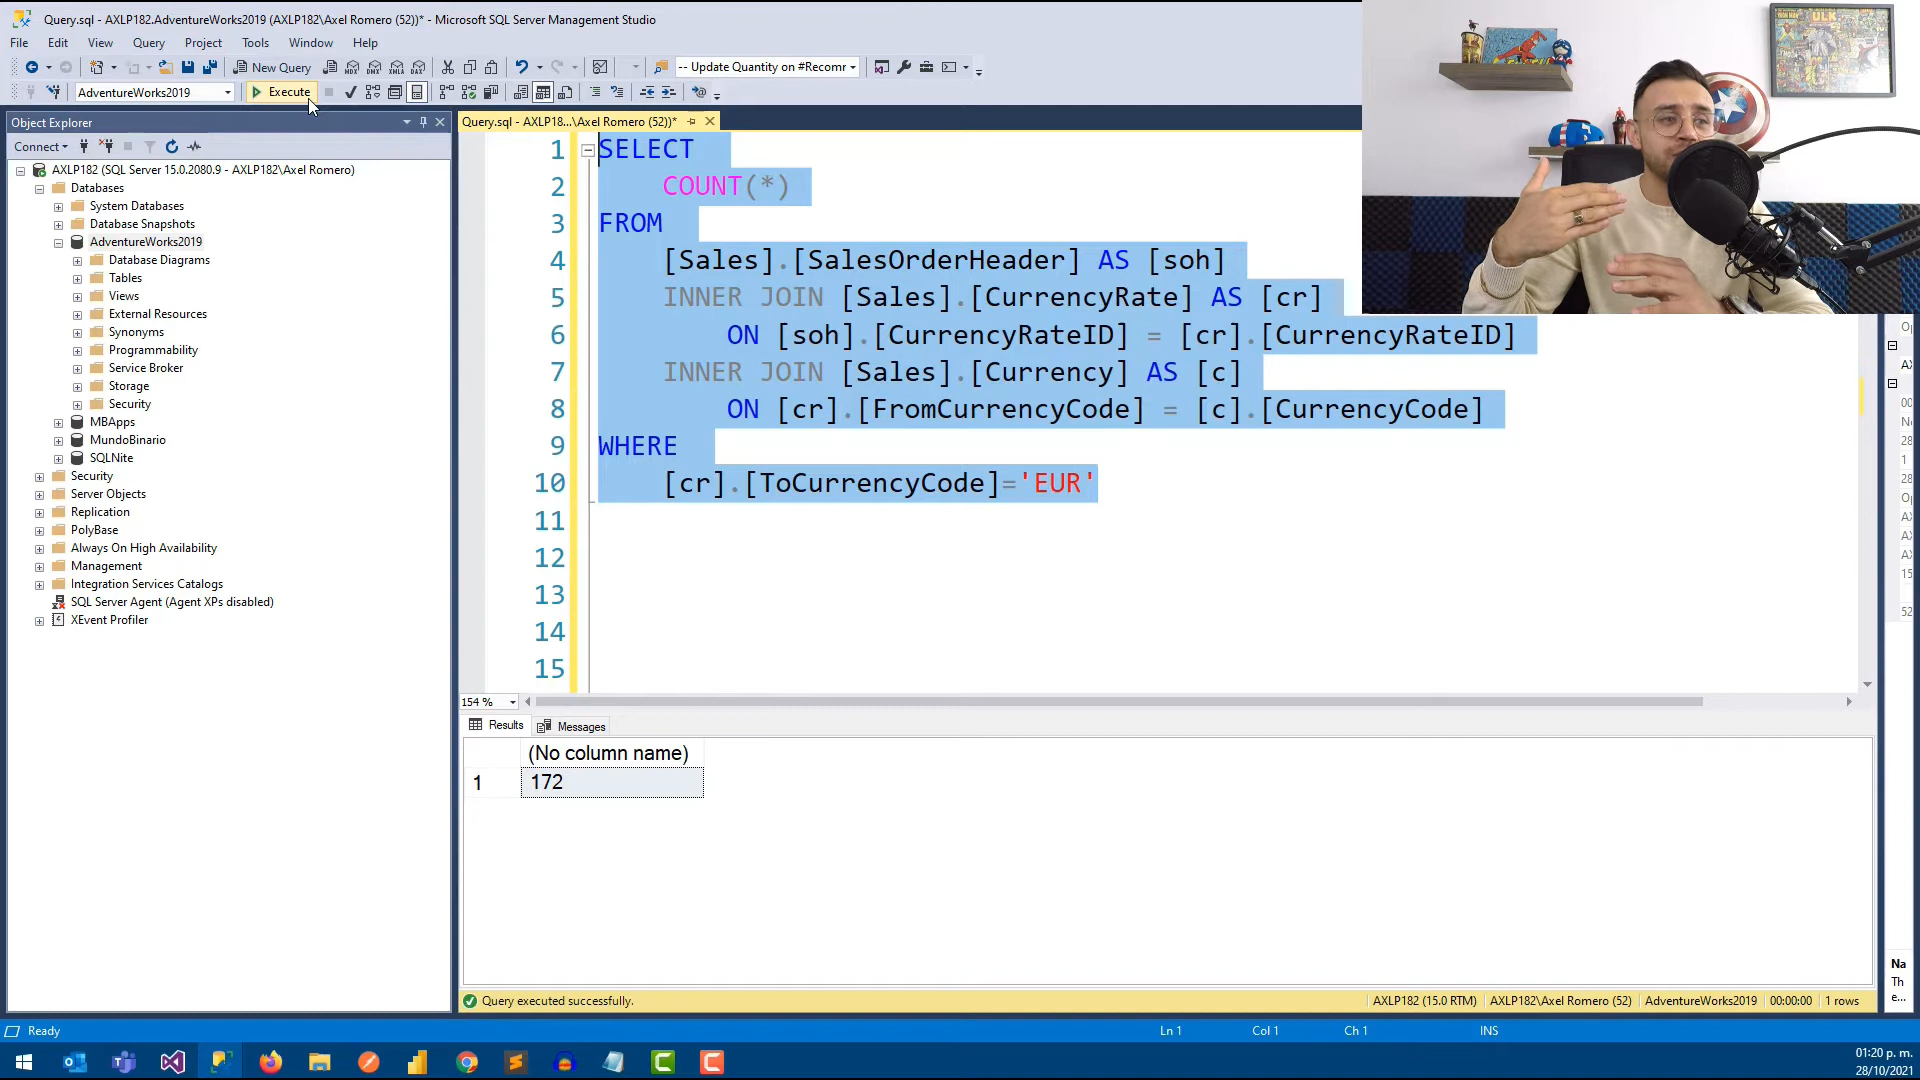 Query.sql - AXLP182.AdventureWorks2019 (AXLP182\Axel Romero (52))* - Microsoft SQL Server Management Studio
File Edit View Query Project Tools Window Help
New Query -- Update Quantity on #Recomr
AdventureWorks2019 Execute
Object Explorer
Connect
AXLP182 (SQL Server 15.0.2080.9 - AXLP182\Axel Romero)
Databases
System Databases
Database Snapshots
AdventureWorks2019
Database Diagrams
Tables
Views
External Resources
Synonyms
Programmability
Service Broker
Storage
Security
MBApps
MundoBinario
SQLNite
Security
Server Objects
Replication
PolyBase
Always On High Availability
Management
Integration Services Catalogs
SQL Server Agent (Agent XPs disabled)
XEvent Profiler
Query.sql - AXLP18...\Axel Romero (52))*
1 SELECT
2 COUNT(*)
3 FROM
4 [Sales].[SalesOrderHeader] AS [soh]
5 INNER JOIN [Sales].[CurrencyRate] AS [cr]
6 ON [soh].[CurrencyRateID] = [cr].[CurrencyRateID]
7 INNER JOIN [Sales].[Currency] AS [c]
8 ON [cr].[FromCurrencyCode] = [c].[CurrencyCode]
9 WHERE
10 [cr].[ToCurrencyCode]='EUR'
11
12
13
14
15
154 %
Results Messages
(No column name)
1 172
Query executed successfully. AXLP182 (15.0 RTM) AXLP182\Axel Romero (52) AdventureWorks2019 00:00:00 1 rows
Ready Ln 1 Col 1 Ch 1 INS
01:20 p. m.
28/10/2021